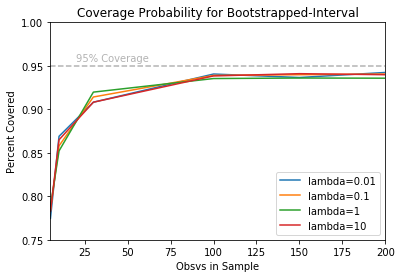 Coverage Probability for Bootstrapped-Interval
1.00
0.95
0.90
0.85
0.80
0.75
Percent Covered
95% Coverage
lambda=0.01
lambda=0.1
lambda=1
lambda=10
25 50 75 100 125 150 175 200
Obsvs in Sample